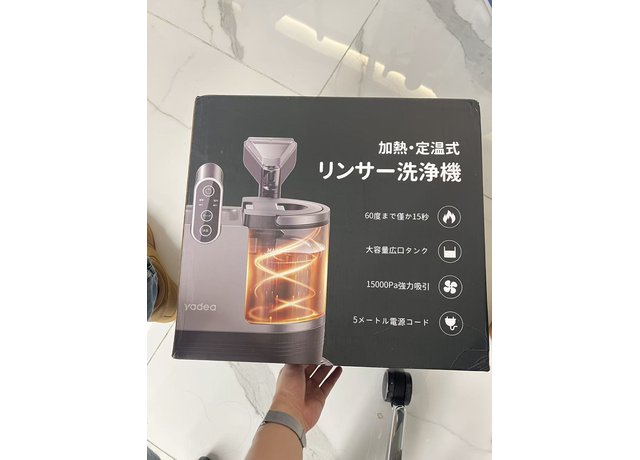 加熱・定温式
リンサー洗浄機
60度まで僅か15秒
大容量広口タンク
15000Pa強力吸引
5メートル電源コード
yadea